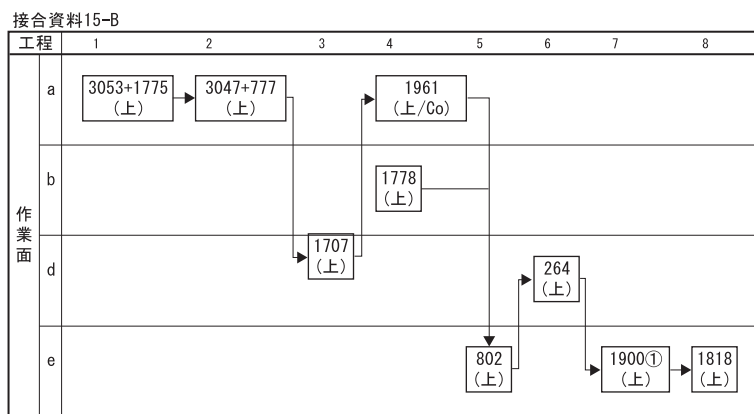 接合資料15-B
工程 1 2 3 4 5 6 7 8
作業面
a
3053+1775
(上)
3047+777
(上)
1961
(上/Co)
b
1778
(上)
d
1707
(上)
264
(上)
e
802
(上)
1900①
(上)
1818
(上)